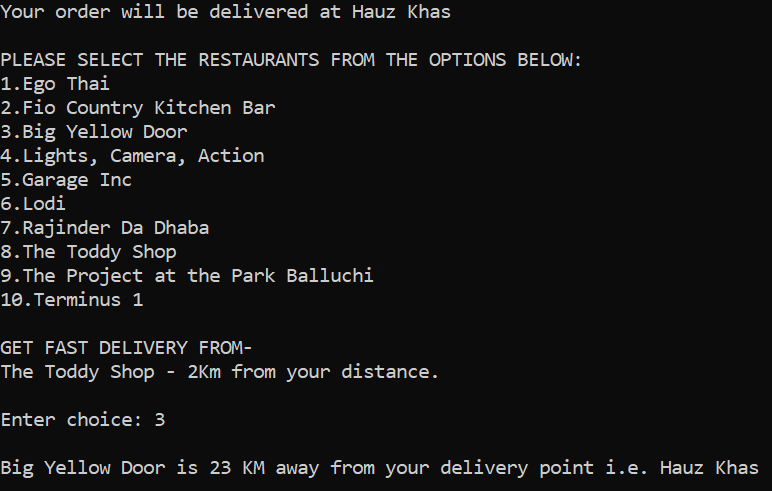 Your order will be delivered at Hauz Khas
PLEASE SELECT THE RESTAURANTS FROM THE OPTIONS BELOW:
1.Ego Thai
2.Fio Country Kitchen Bar
3.Big Yellow Door
4.Lights, Camera, Action
5.Garage Inc
6.Lodi
7.Rajinder Da Dhaba
8.The Toddy Shop
9.The Project at the Park Balluchi
10.Terminus 1
GET FAST DELIVERY FROM-
The Toddy Shop - 2Km from your distance.
Enter choice: 3
Big Yellow Door is 23 KM away from your delivery point i.e. Hauz Khas